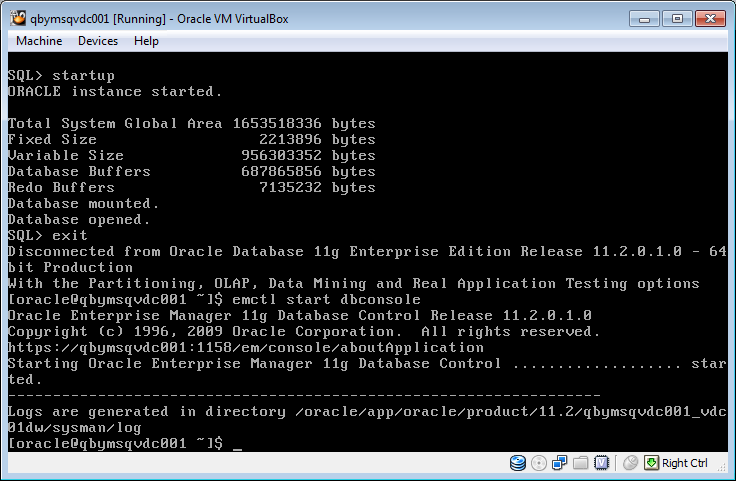 qbymsqvdc001 [Running] - Oracle VM VirtualBox
Machine Devices Help
SQL> startup
ORACLE instance started.
Total System Global Area 1653518336 bytes
Fixed Size 2213896 bytes
Variable Size 956303352 bytes
Database Buffers 687865856 bytes
Redo Buffers 7135232 bytes
Database mounted.
Database opened.
SQL> exit
Disconnected from Oracle Database 11g Enterprise Edition Release 11.2.0.1.0 - 64
bit Production
With the Partitioning, OLAP, Data Mining and Real Application Testing options
[oracle@qbymsqvdc001 ~]$ emctl start dbconsole
Oracle Enterprise Manager 11g Database Control Release 11.2.0.1.0
Copyright (c) 1996, 2009 Oracle Corporation.  All rights reserved.
https://qbymsqvdc001:1158/em/console/aboutApplication
Starting Oracle Enterprise Manager 11g Database Control ................... star
ted.
------------------------------------------------------------------
Logs are generated in directory /oracle/app/oracle/product/11.2/qbymsqvdc001_vdc
01dw/sysman/log
[oracle@qbymsqvdc001 ~]$ _
Right Ctrl